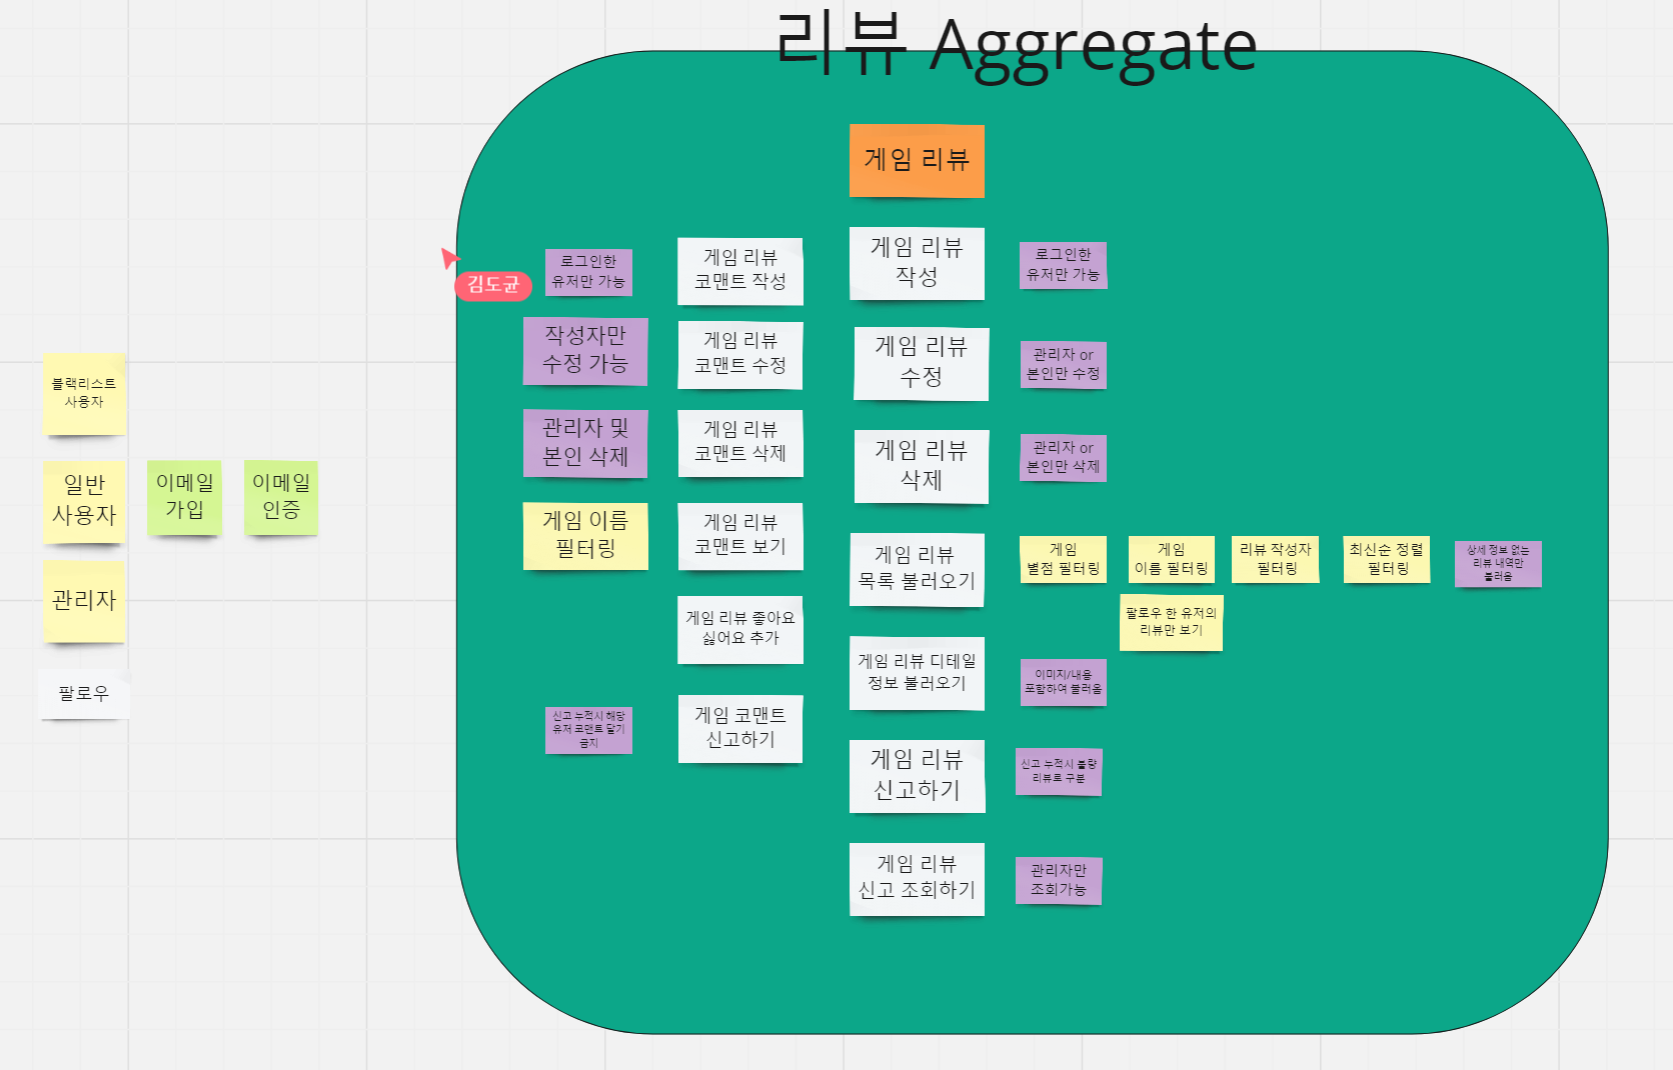 리뷰 Aggregate
게임 리뷰
로그인한
유저만 가능
게임 리뷰
코맨트 작성
게임 리뷰
작성
로그인한
유저만 가능
김도균
작성자만
수정 가능
게임 리뷰
코맨트 수정
게임 리뷰
수정
관리자 or
본인만 수정
블랙리스트
사용자
관리자 및
본인 삭제
게임 리뷰
코맨트 삭제
게임 리뷰
삭제
관리자 or
본인만 삭제
일반
사용자
이메일
가입
이메일
인증
게임 이름
필터링
게임 리뷰
코맨트 보기
게임 리뷰
목록 불러오기
게임
별점 필터링
게임
이름 필터링
리뷰 작성자
필터링
최신순 정렬
필터링
상세 정보 없는
리뷰 내역만
불러옴
관리자
게임 리뷰 좋아요
싫어요 추가
팔로우 한 유저의
리뷰만 보기
팔로우
게임 리뷰 디테일
정보 불러오기
이미지/내용
포함하여 불러옴
신고 누적시 해당
유저 코맨트 달기
금지
게임 코맨트
신고하기
게임 리뷰
신고하기
신고 누적시 불량
리뷰로 구분
게임 리뷰
신고 조회하기
관리자만
조회가능